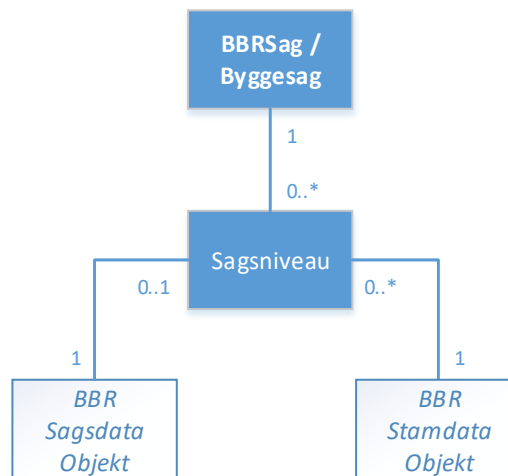 BBRSag /
Byggesag
1
0..*
Sagsniveau
0..1
0..*
1
1
BBR
Sagsdata
Objekt
BBR
Stamdata
Objekt